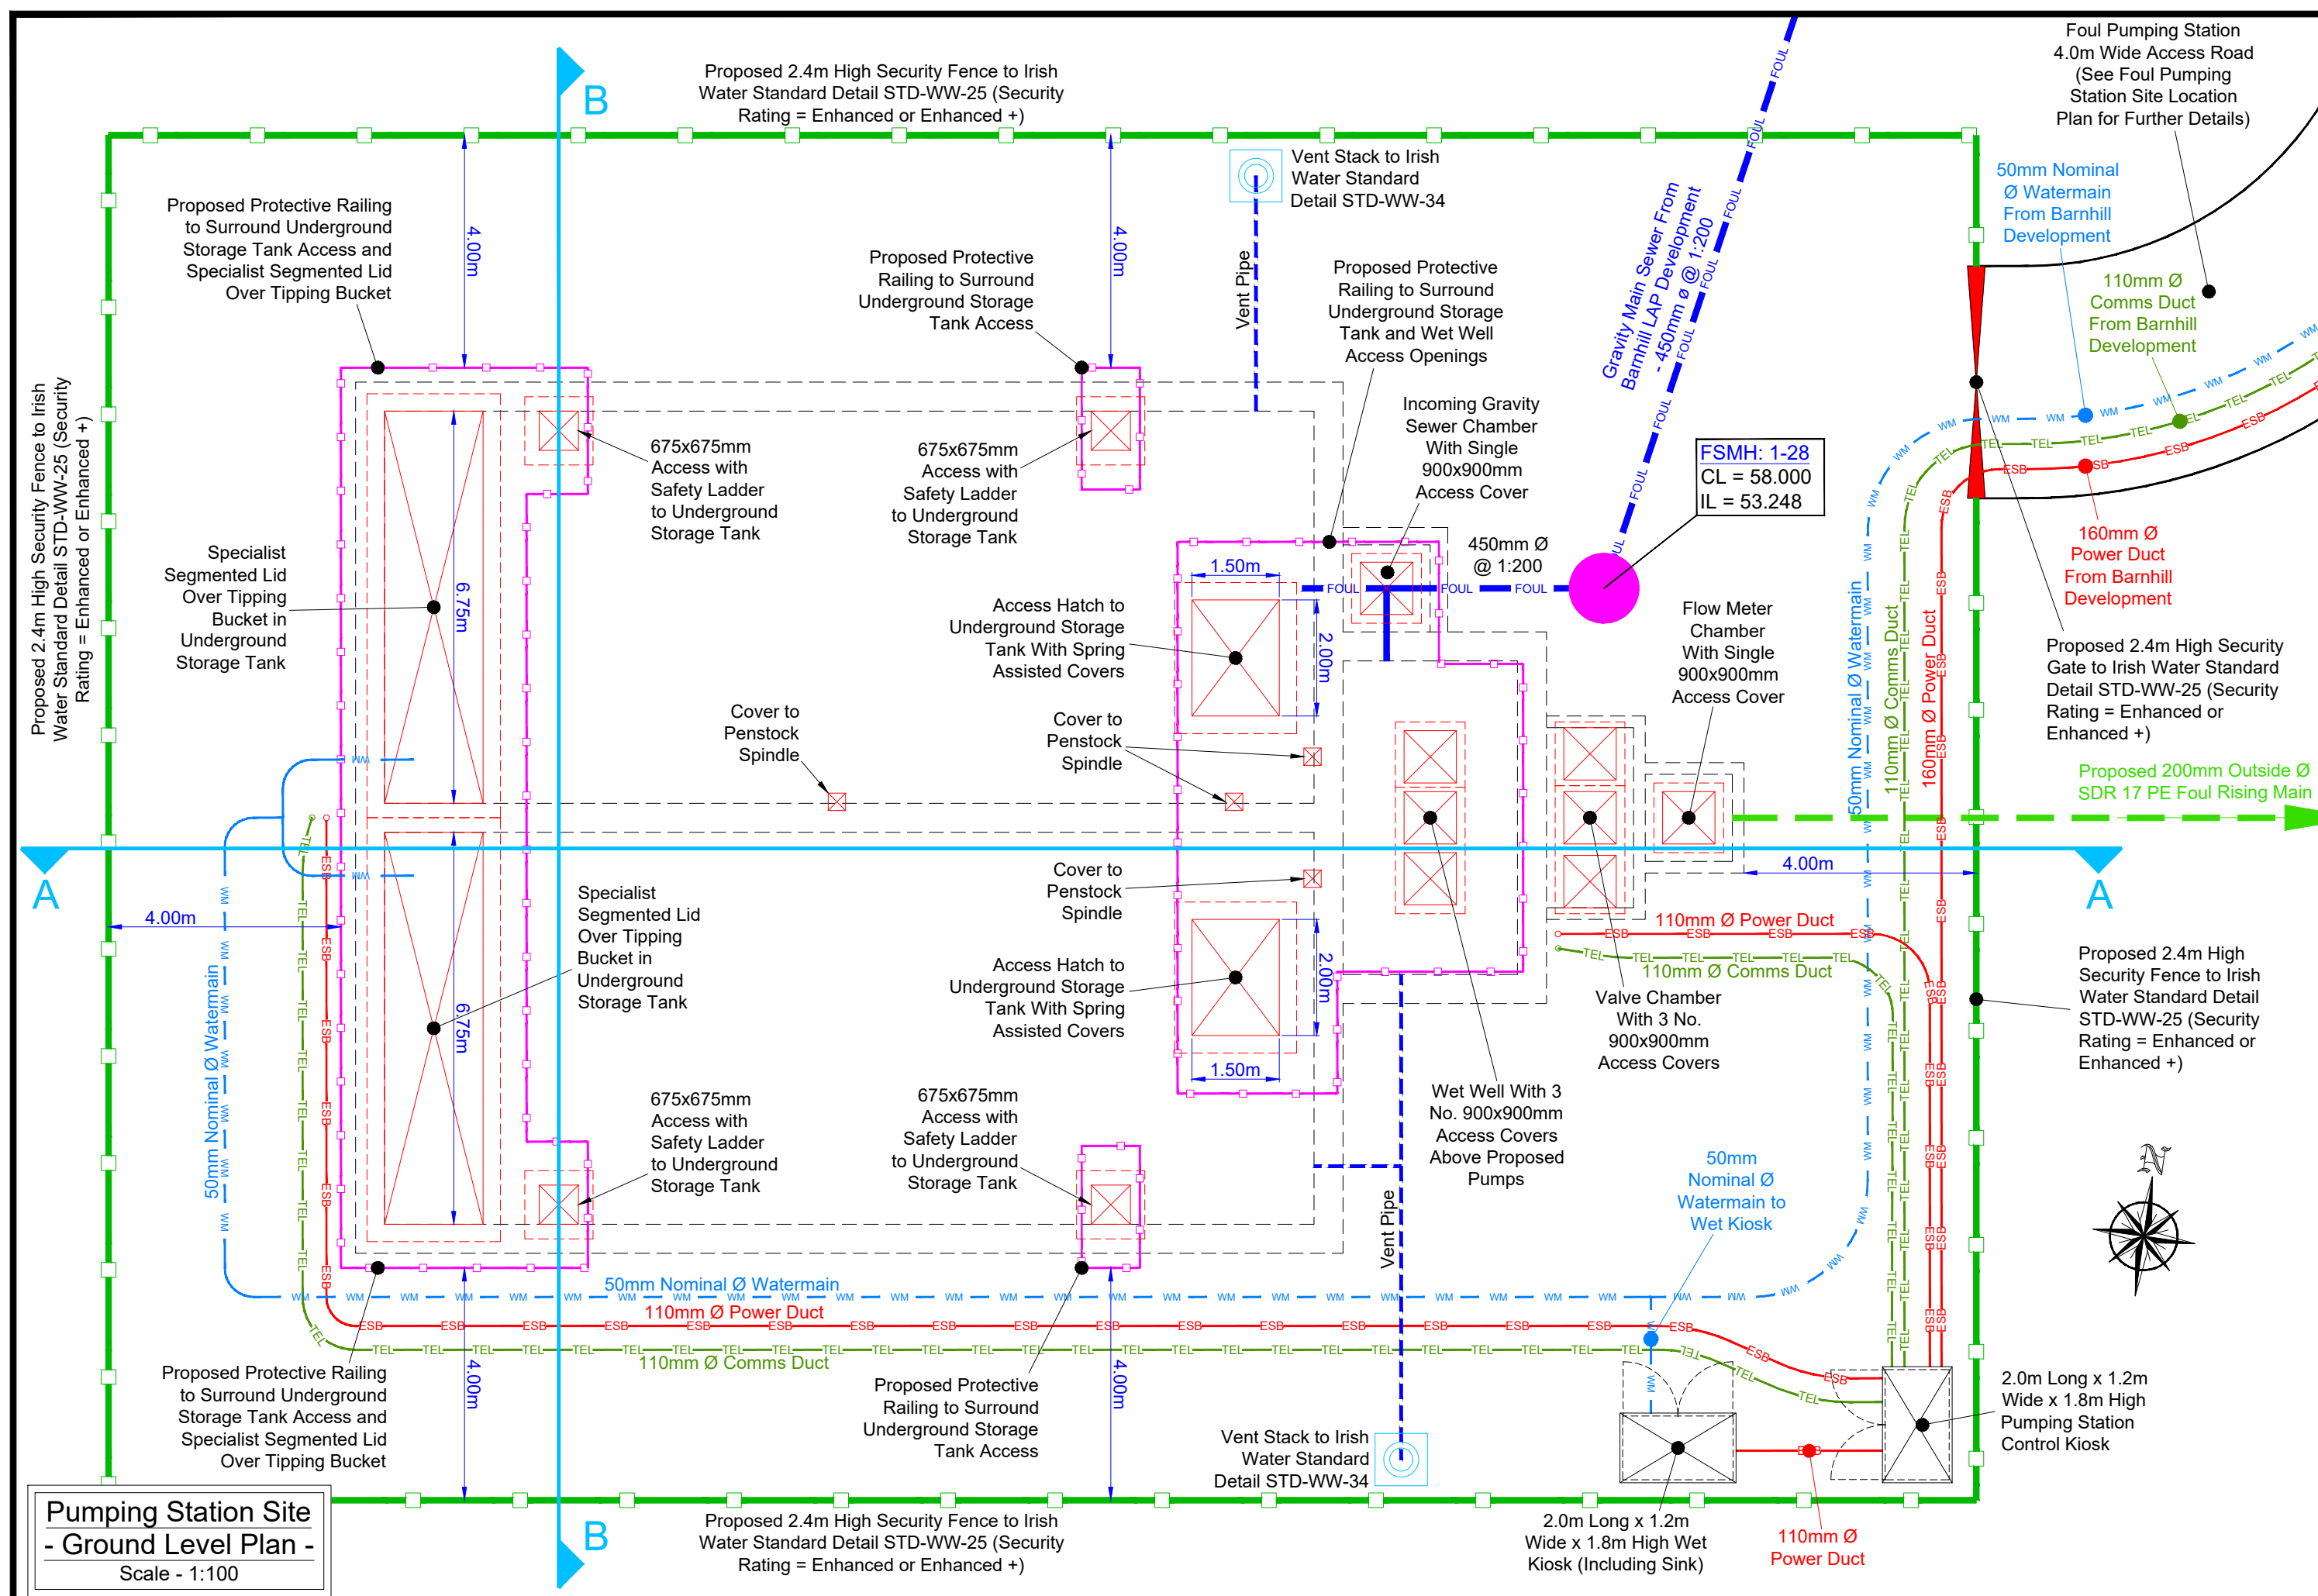 Proposed 2.4m High Security Fence to Irish
Water Standard Detail STD-WW-25 (Security
Rating = Enhanced or Enhanced +)
B
Foul Pumping Station
4.0m Wide Access Road
(See Foul Pumping
Station Site Location
Plan for Further Details)
Vent Stack to Irish
Water Standard
Detail STD-WW-34
Vent Pipe
Gravity Main Sewer From
Barnhill LAP Development
- 450mm ø @ 1:200
FOUL
FOUL
FOUL
FOUL
FOUL
FOUL
FOUL
50mm Nominal
Ø Watermain
From Barnhill
Development
110mm Ø
Comms Duct
From Barnhill
Development
160mm Ø
Power Duct
From Barnhill
Development
Proposed Protective Railing
to Surround Underground
Storage Tank Access and
Specialist Segmented Lid
Over Tipping Bucket
4.00m
Proposed Protective
Railing to Surround
Underground Storage
Tank Access
4.00m
Proposed Protective
Railing to Surround
Underground Storage
Tank and Wet Well
Access Openings
Incoming Gravity
Sewer Chamber
With Single
900x900mm
Access Cover
FSMH: 1-28
CL = 58.000
IL = 53.248
450mm Ø
@ 1:200
FOUL
FOUL
FOUL
Proposed 2.4m High Security Fence to Irish
Water Standard Detail STD-WW-25 (Security
Rating = Enhanced or Enhanced +)
675x675mm
Access with
Safety Ladder
to Underground
Storage Tank
675x675mm
Access with
Safety Ladder
to Underground
Storage Tank
Specialist
Segmented Lid
Over Tipping
Bucket in
Underground
Storage Tank
6.75m
1.50m
2.00m
Access Hatch to
Underground Storage
Tank With Spring
Assisted Covers
Flow Meter
Chamber
With Single
900x900mm
Access Cover
Proposed 2.4m High Security
Gate to Irish Water Standard
Detail STD-WW-25 (Security
Rating = Enhanced or
Enhanced +)
50mm Nominal Ø Watermain
110mm Ø Comms Duct
160mm Ø Power Duct
Cover to
Penstock
Spindle
Cover to
Penstock
Spindle
Proposed 200mm Outside Ø
SDR 17 PE Foul Rising Main
A
A
4.00m
4.00m
Cover to
Penstock
Spindle
Specialist
Segmented Lid
Over Tipping
Bucket in
Underground
Storage Tank
6.75m
Access Hatch to
Underground Storage
Tank With Spring
Assisted Covers
2.00m
1.50m
110mm Ø Power Duct
110mm Ø Comms Duct
Valve Chamber
With 3 No.
900x900mm
Access Covers
Proposed 2.4m High
Security Fence to Irish
Water Standard Detail
STD-WW-25 (Security
Rating = Enhanced or
Enhanced +)
50mm Nominal Ø Watermain
675x675mm
Access with
Safety Ladder
to Underground
Storage Tank
675x675mm
Access with
Safety Ladder
to Underground
Storage Tank
Wet Well With 3
No. 900x900mm
Access Covers
Above Proposed
Pumps
50mm
Nominal Ø
Watermain to
Wet Kiosk
N
Vent Pipe
50mm Nominal Ø Watermain
110mm Ø Power Duct
110mm Ø Comms Duct
4.00m
4.00m
Proposed Protective Railing
to Surround Underground
Storage Tank Access and
Specialist Segmented Lid
Over Tipping Bucket
Proposed Protective
Railing to Surround
Underground Storage
Tank Access
Vent Stack to Irish
Water Standard
Detail STD-WW-34
2.0m Long x 1.2m
Wide x 1.8m High
Pumping Station
Control Kiosk
2.0m Long x 1.2m
Wide x 1.8m High Wet
Kiosk (Including Sink)
110mm Ø
Power Duct
Proposed 2.4m High Security Fence to Irish
Water Standard Detail STD-WW-25 (Security
Rating = Enhanced or Enhanced +)
B
Pumping Station Site
- Ground Level Plan -
Scale - 1:100